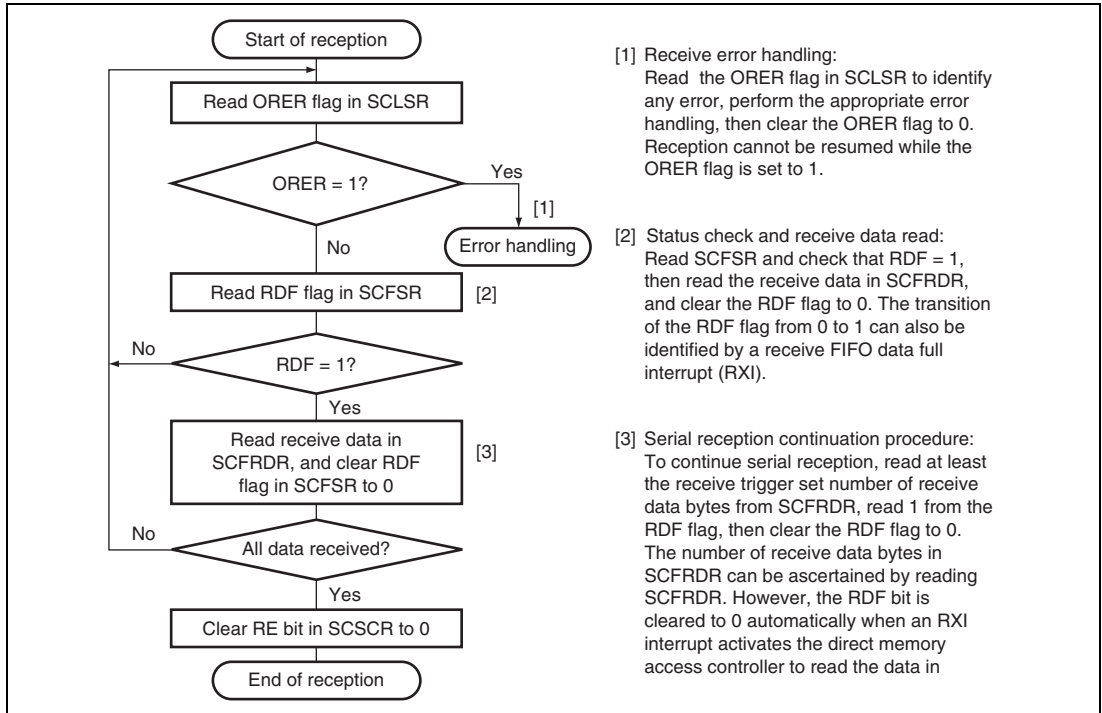 Start of reception
Read ORER flag in SCLSR
ORER = 1?
Yes
[1]
Error handling
No
Read RDF flag in SCFSR
[2]
No
RDF = 1?
Yes
Read receive data in
SCFRDR, and clear RDF
flag in SCFSR to 0
[3]
No
All data received?
Yes
Clear RE bit in SCSCR to 0
End of reception
[1] Receive error handling:
Read the ORER flag in SCLSR to identify
any error, perform the appropriate error
handling, then clear the ORER flag to 0.
Reception cannot be resumed while the
ORER flag is set to 1.
[2] Status check and receive data read:
Read SCFSR and check that RDF = 1,
then read the receive data in SCFRDR,
and clear the RDF flag to 0. The transition
of the RDF flag from 0 to 1 can also be
identified by a receive FIFO data full
interrupt (RXI).
[3] Serial reception continuation procedure:
To continue serial reception, read at least
the receive trigger set number of receive
data bytes from SCFRDR, read 1 from the
RDF flag, then clear the RDF flag to 0.
The number of receive data bytes in
SCFRDR can be ascertained by reading
SCFRDR. However, the RDF bit is
cleared to 0 automatically when an RXI
interrupt activates the direct memory
access controller to read the data in